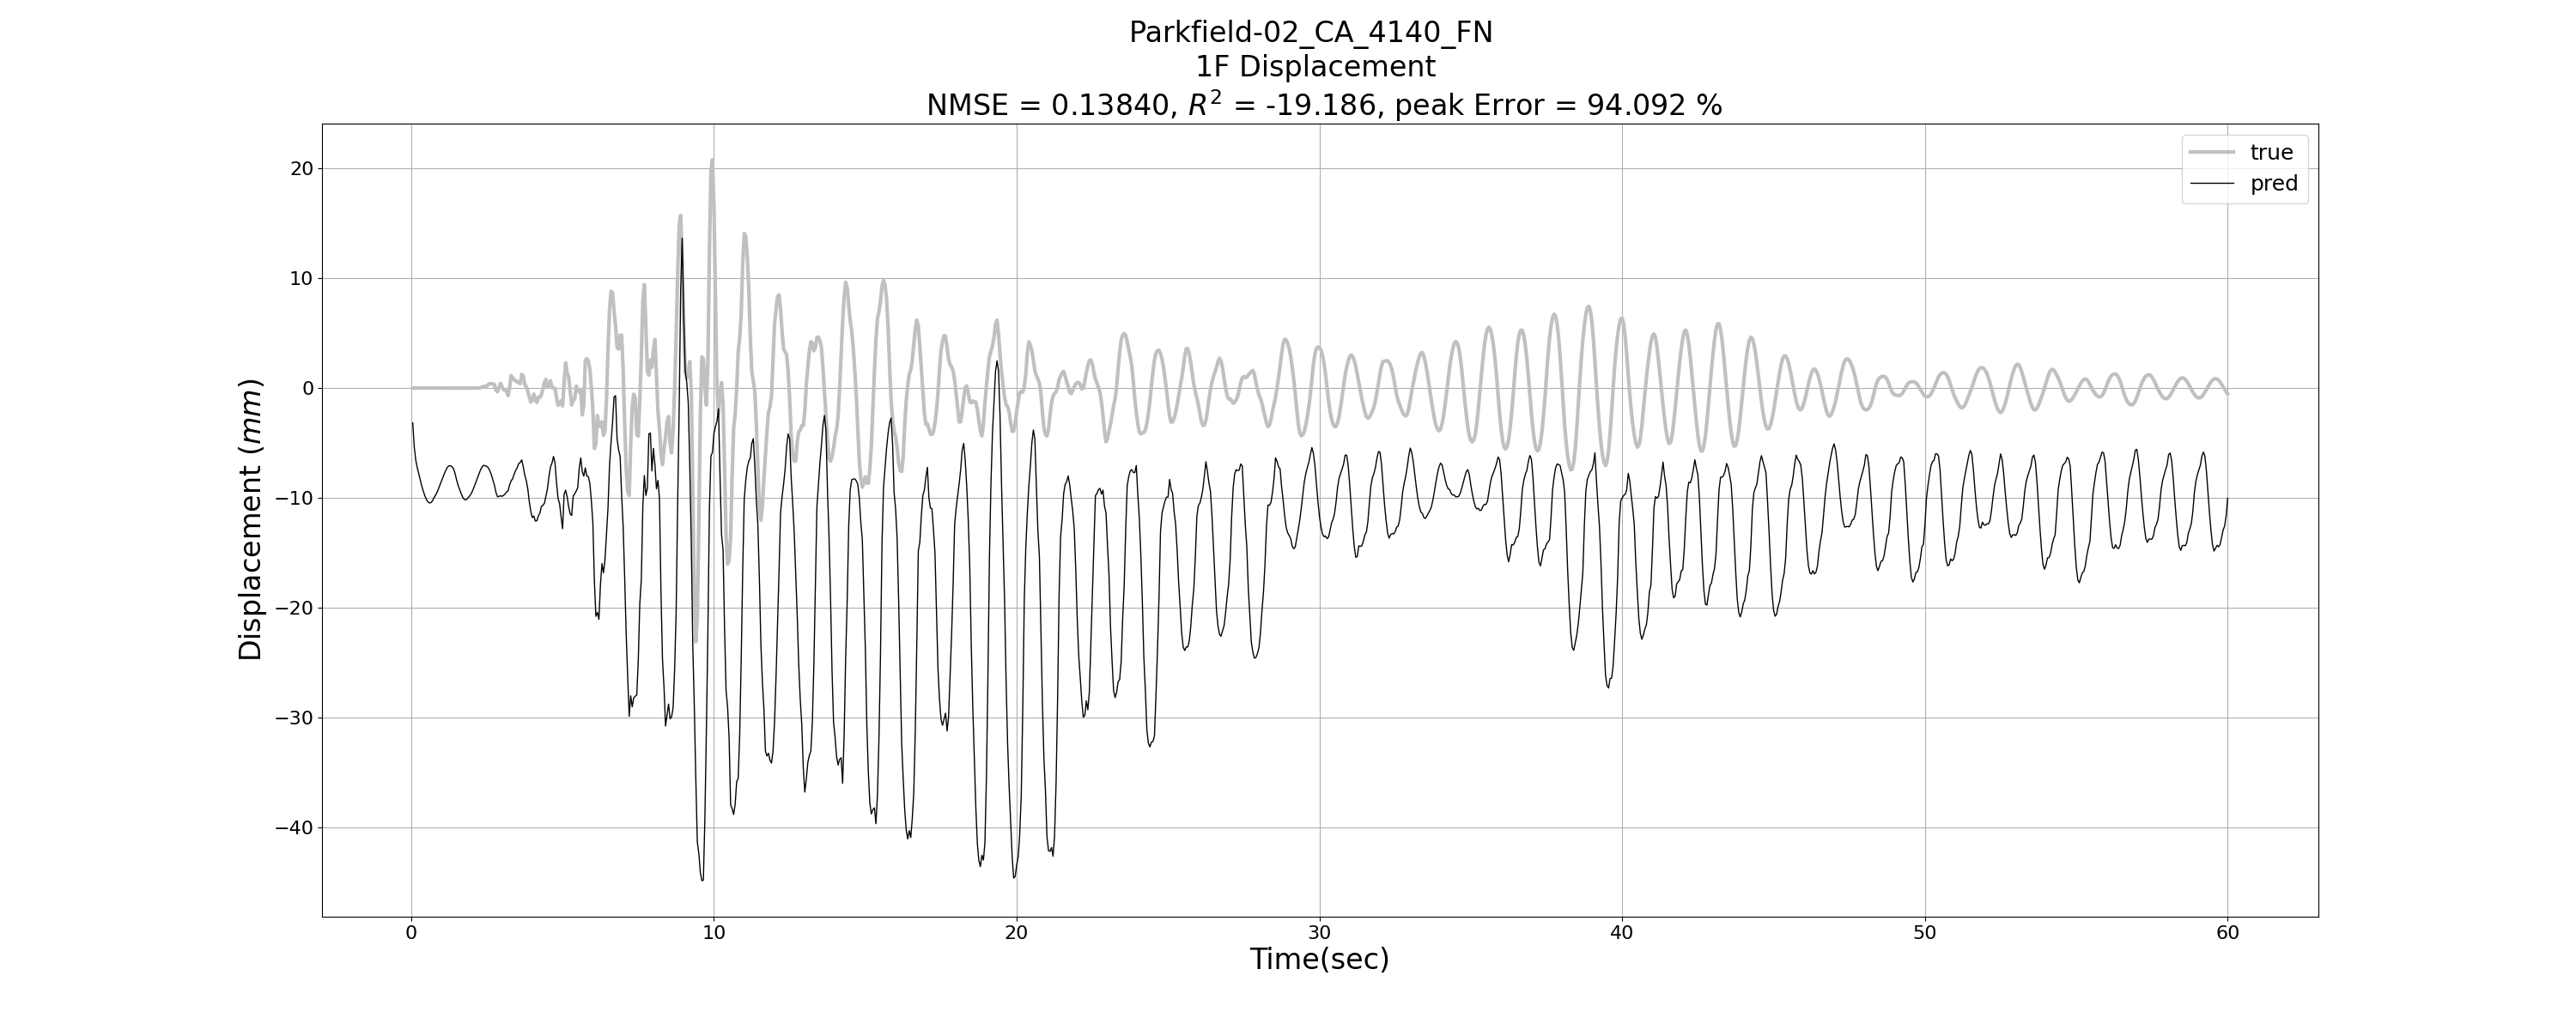 Parkfield-02_CA_4140_FN
1F Displacement
NMSE = 0.13840, R² = -19.186, peak Error = 94.092 %
true
pred
Displacement (mm)
20
10
0
−10
−20
−30
−40
0 10 20 30 40 50 60
Time(sec)